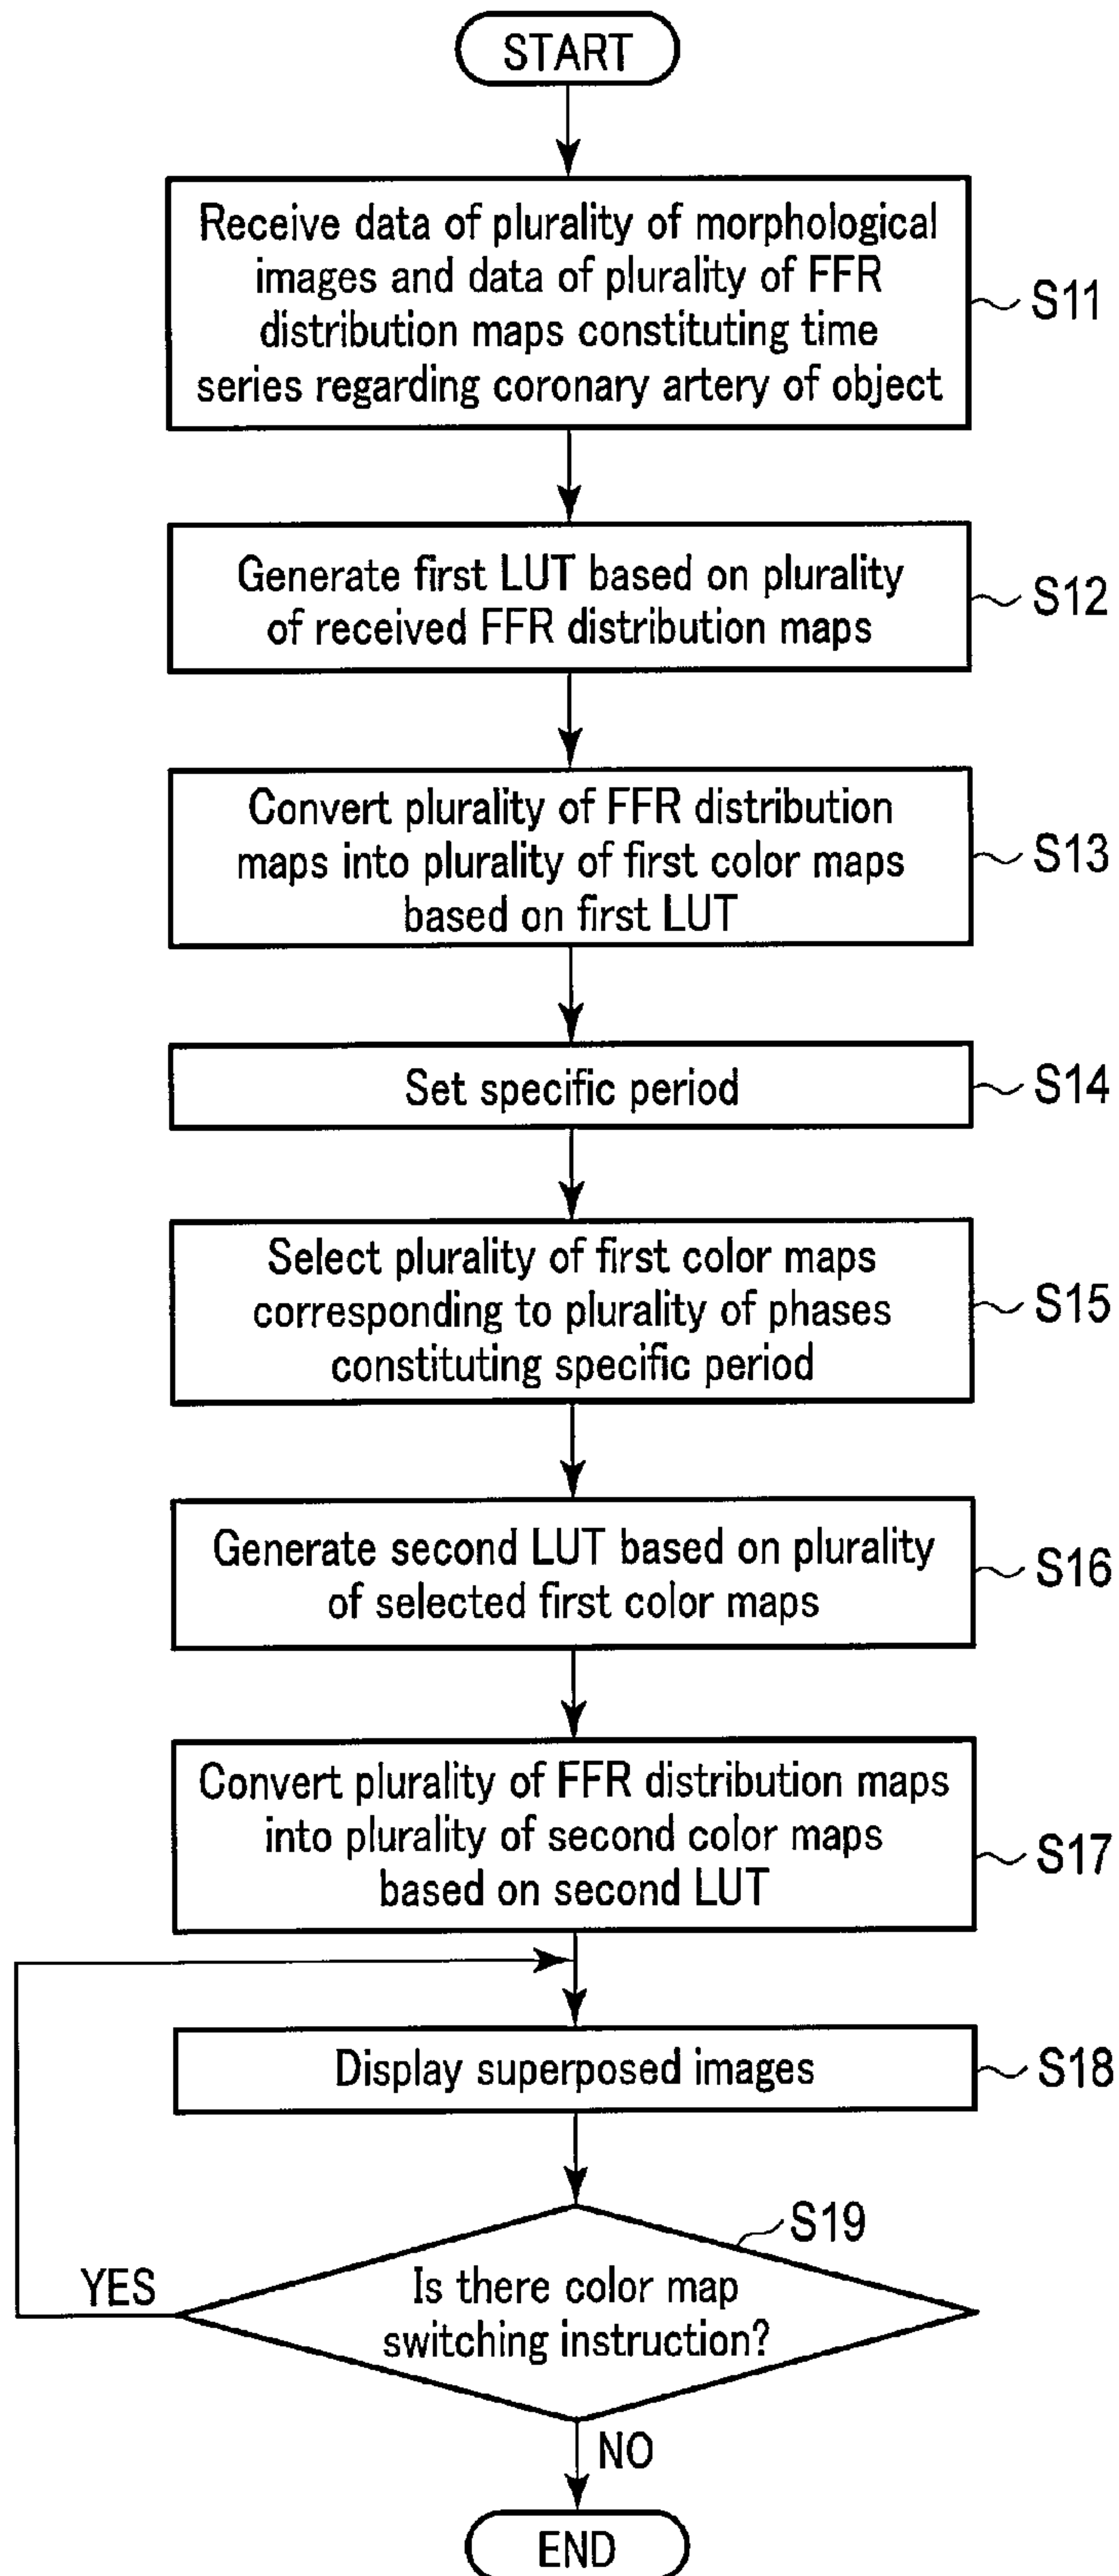 START
Receive data of plurality of morphological
images and data of plurality of FFR
distribution maps constituting time
series regarding coronary artery of object
S11
Generate first LUT based on plurality
of received FFR distribution maps
S12
Convert plurality of FFR distribution
maps into plurality of first color maps
based on first LUT
S13
Set specific period
S14
Select plurality of first color maps
corresponding to plurality of phases
constituting specific period
S15
Generate second LUT based on plurality
of selected first color maps
S16
Convert plurality of FFR distribution maps
into plurality of second color maps
based on second LUT
S17
Display superposed images
S18
S19
YES
Is there color map
switching instruction?
NO
END